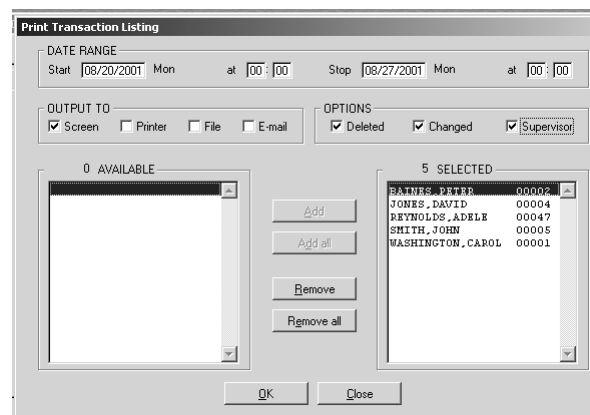 Print Transaction Listing
DATE RANGE
Start 08/20/2001 Mon at 00 : 00 Stop 08/27/2001 Mon at 00 : 00
OUTPUT TO
Screen Printer File E-mail
OPTIONS
Deleted Changed Supervisor
0 AVAILABLE
Add
Add all
Remove
Remove all
5 SELECTED
BAINES,PETER 00002
JONES,DAVID 00004
REYNOLDS,ADELE 00047
SMITH,JOHN 00005
WASHINGTON,CAROL 00001
OK Close